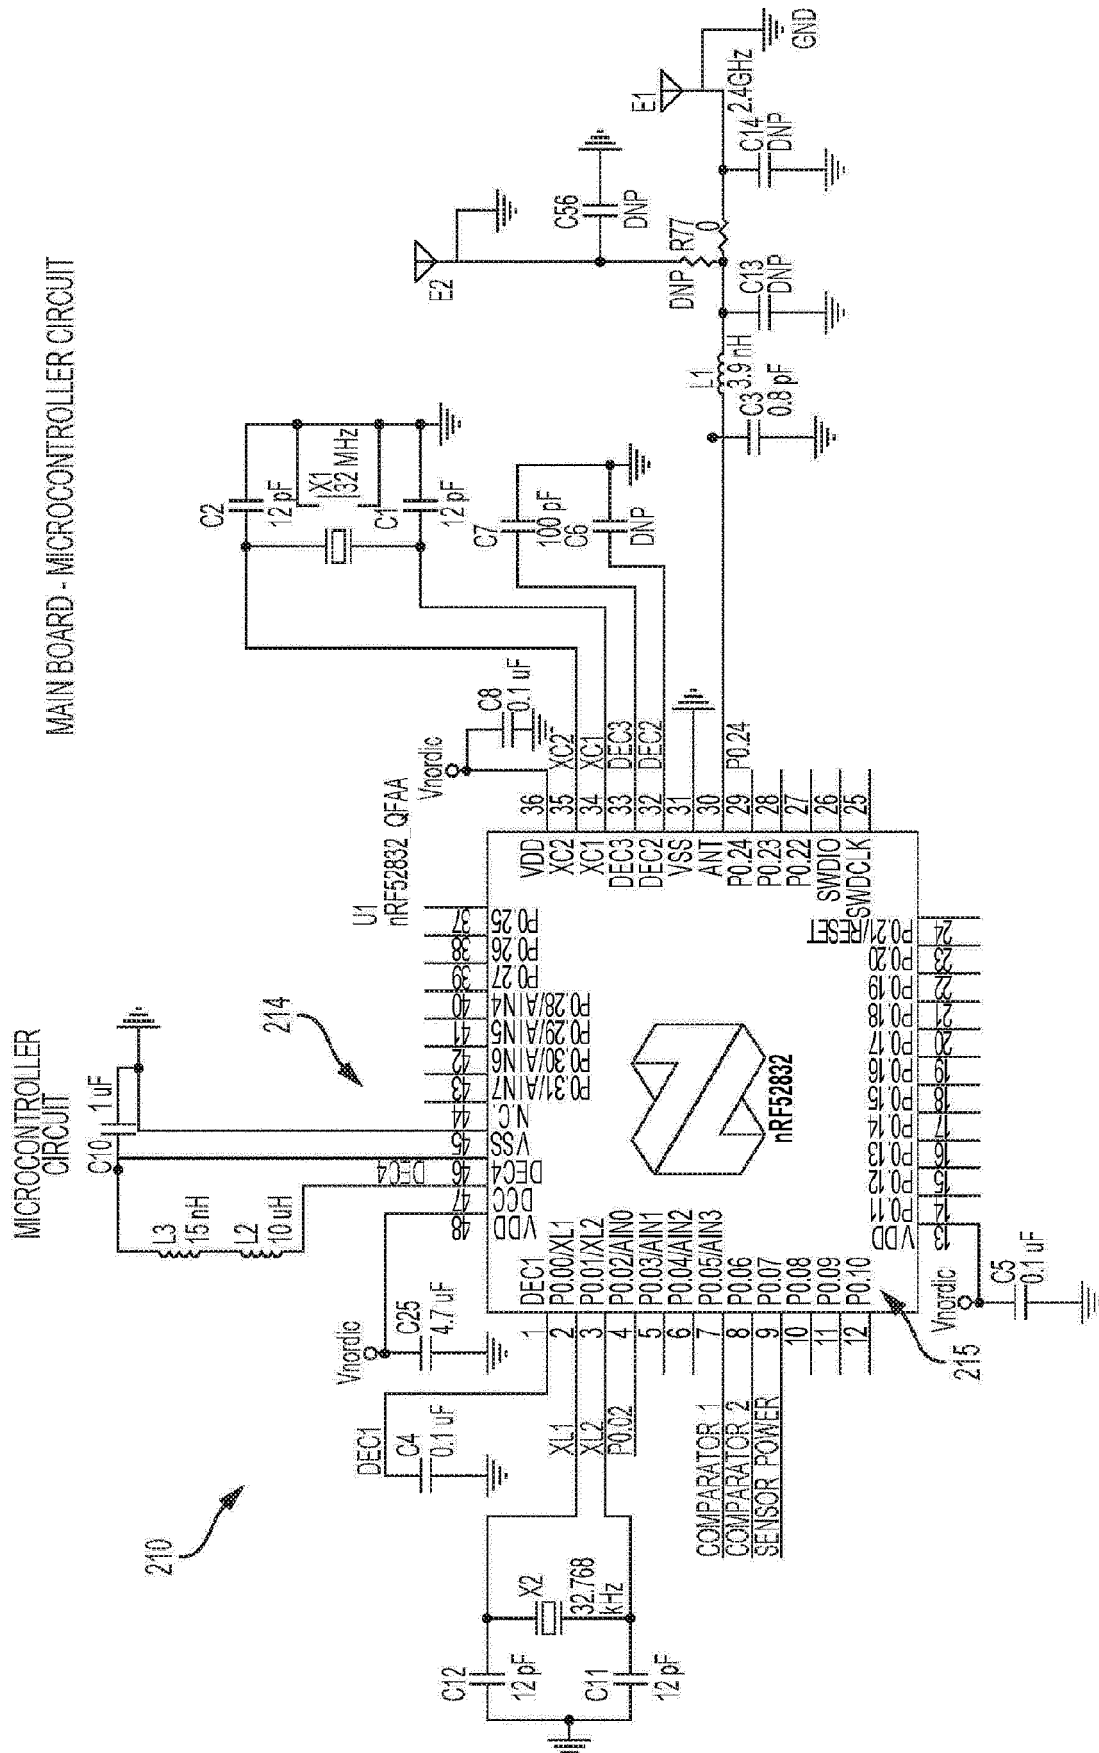 MAIN BOARD - MICROCONTROLLER CIRCUIT
MICROCONTROLLER
CIRCUIT
210
214
215
C10
1 uF
L3
15 nH
L2
10 uH
DEC4
Vnordic
C25
4.7 uF
DEC1
C4
0.1 uF
XL1
XL2
P0.02
C12
12 pF
X2
32.768
kHz
C11
12 pF
COMPARATOR 1
COMPARATOR 2
SENSOR POWER
U1
nRF52832_QFAA
nRF52832
1 DEC1
2 P0.00/XL1
3 P0.01/XL2
4 P0.02/AIN0
5 P0.03/AIN1
6 P0.04/AIN2
7 P0.05/AIN3
8 P0.06
9 P0.07
10 P0.08
11 P0.09
12 P0.10
13 VDD
14 P0.11
15 P0.12
16 P0.13
17 P0.14
18 P0.15
19 P0.16
20 P0.17
21 P0.18
22 P0.19
23 P0.20
24 P0.21/RESET
25 SWDCLK
26 SWDIO
27 P0.22
28 P0.23
29 P0.24
30 ANT
31 VSS
32 DEC2
33 DEC3
34 XC1
35 XC2
36 VDD
37 P0.25
38 P0.26
39 P0.27
40 P0.28/AIN4
41 P0.29/AIN5
42 P0.30/AIN6
43 P0.31/AIN7
44 N.C.
45 VSS
46 DEC4
47 DCC
48 VDD
Vnordic
C5
0.1 uF
Vnordic
C8
0.1 uF
XC2
XC1
DEC3
DEC2
P0.24
C2
12 pF
X1
32 MHz
C1
12 pF
C7
100 pF
C6
DNP
E2
C56
DNP
DNP
R77
0
L1
3.9 nH
C3
0.8 pF
C13
DNP
C14
DNP
E1
2.4GHz
GND